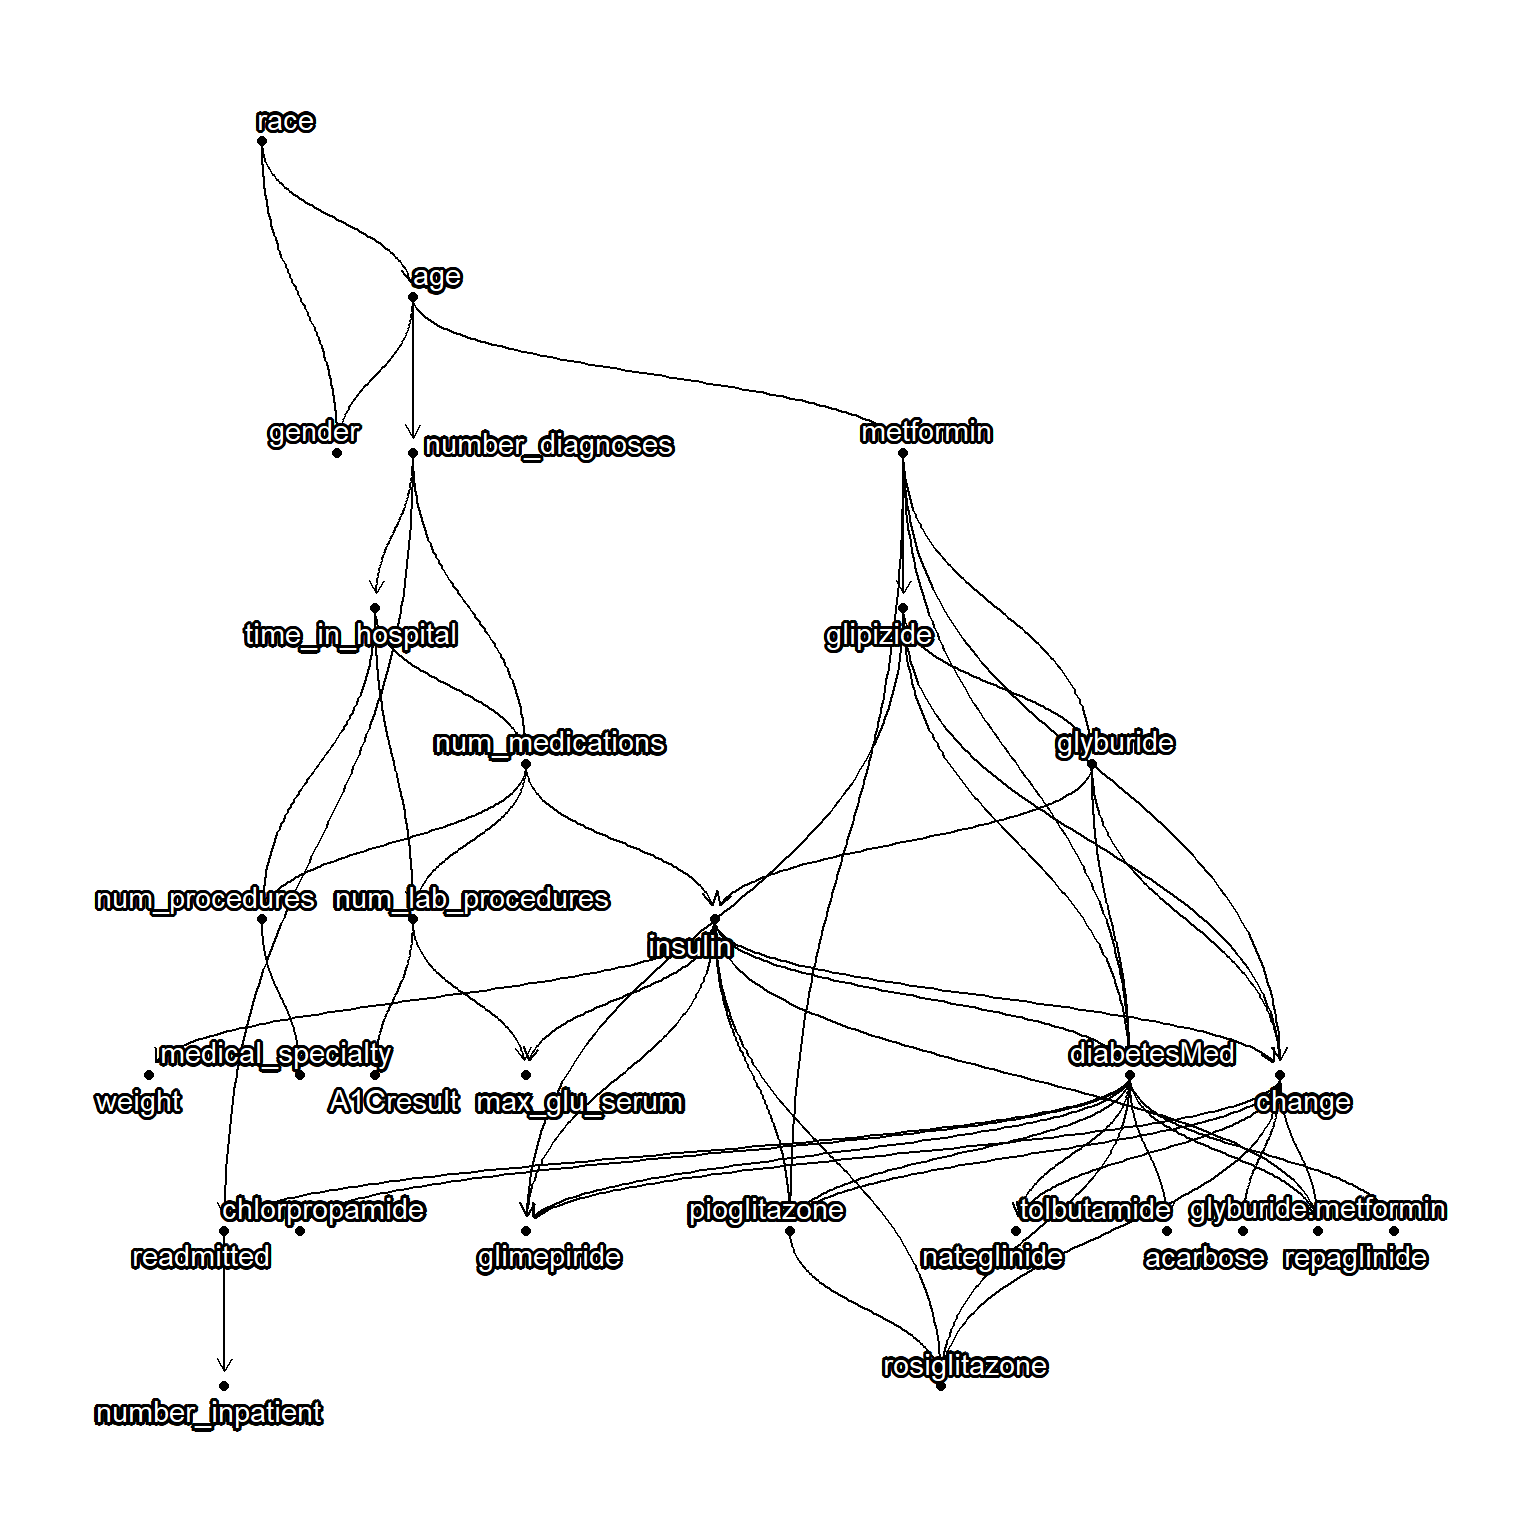 race
age
gender
number_diagnoses
metformin
time_in_hospital
glipizide
num_medications
glyburide
num_procedures
num_lab_procedures
insulin
medical_specialty
diabetesMed
weight
A1Cresult
max_glu_serum
change
chlorpropamide
pioglitazone
tolbutamide
glyburide.metformin
readmitted
glimepiride
nateglinide
acarbose
repaglinide
rosiglitazone
number_inpatient